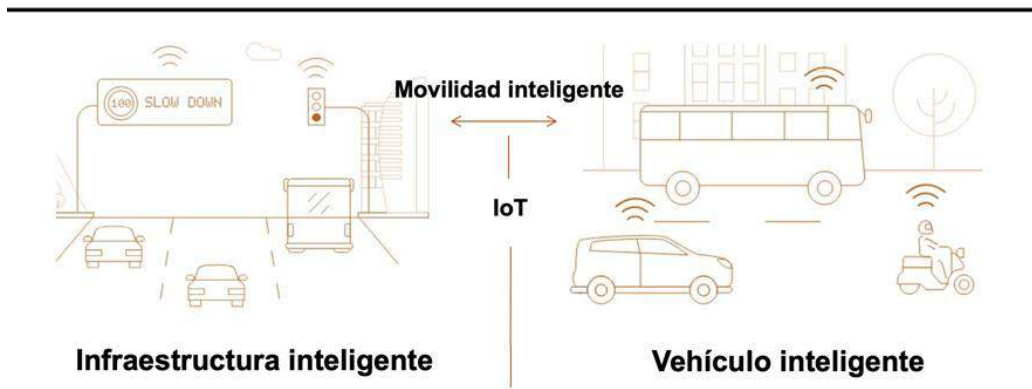 100 SLOW DOWN
Movilidad inteligente
IoT
Infraestructura inteligente
Vehículo inteligente